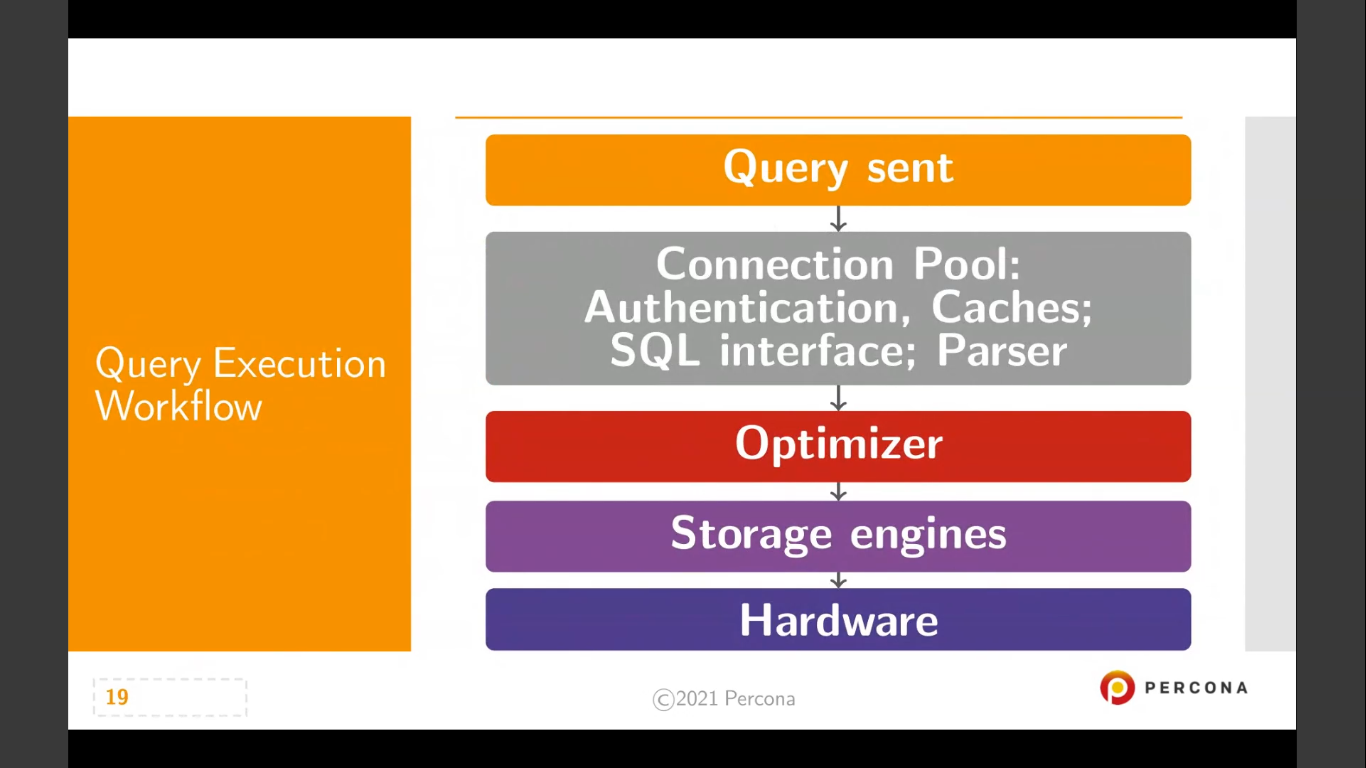 Query Execution
Workflow
Query sent
Connection Pool:
Authentication, Caches;
SQL interface; Parser
Optimizer
Storage engines
Hardware
19
©2021 Percona
PERCONA